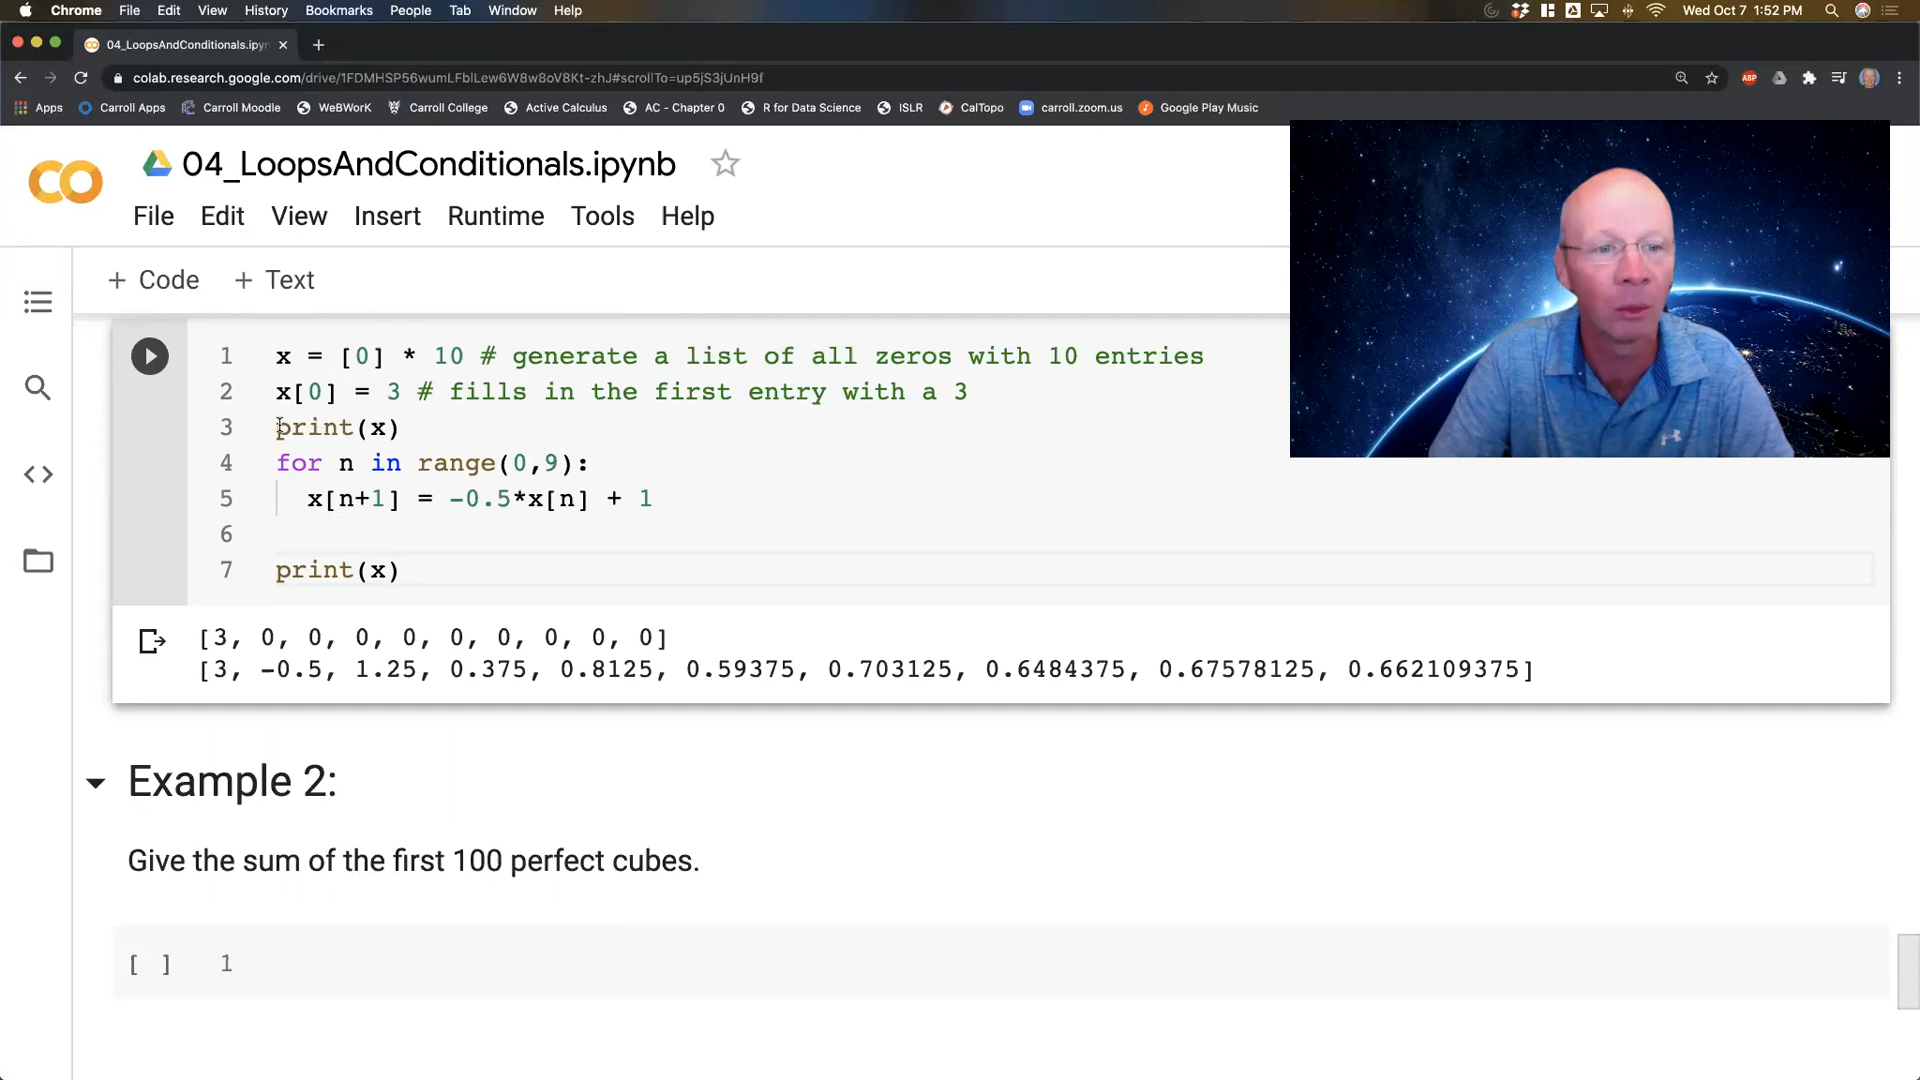 Chrome File Edit View History Bookmarks People Tab Window Help Wed Oct 7 1:52 PM
04_LoopsAndConditionals.ipyn
colab.research.google.com/drive/1FDMHSP56wumLFblLew6W8w8oV8Kt-zhJ#scrollTo=up5jS3jUnH9f
Apps Carroll Apps Carroll Moodle WeBWorK Carroll College Active Calculus AC - Chapter 0 R for Data Science ISLR CalTopo carroll.zoom.us Google Play Music
04_LoopsAndConditionals.ipynb
File Edit View Insert Runtime Tools Help
+ Code + Text
1 x = [0] * 10 # generate a list of all zeros with 10 entries
2 x[0] = 3 # fills in the first entry with a 3
3 print(x)
4 for n in range(0,9):
5 x[n+1] = -0.5*x[n] + 1
6
7 print(x)
[3, 0, 0, 0, 0, 0, 0, 0, 0, 0]
[3, -0.5, 1.25, 0.375, 0.8125, 0.59375, 0.703125, 0.6484375, 0.67578125, 0.662109375]
Example 2:
Give the sum of the first 100 perfect cubes.
[ ] 1